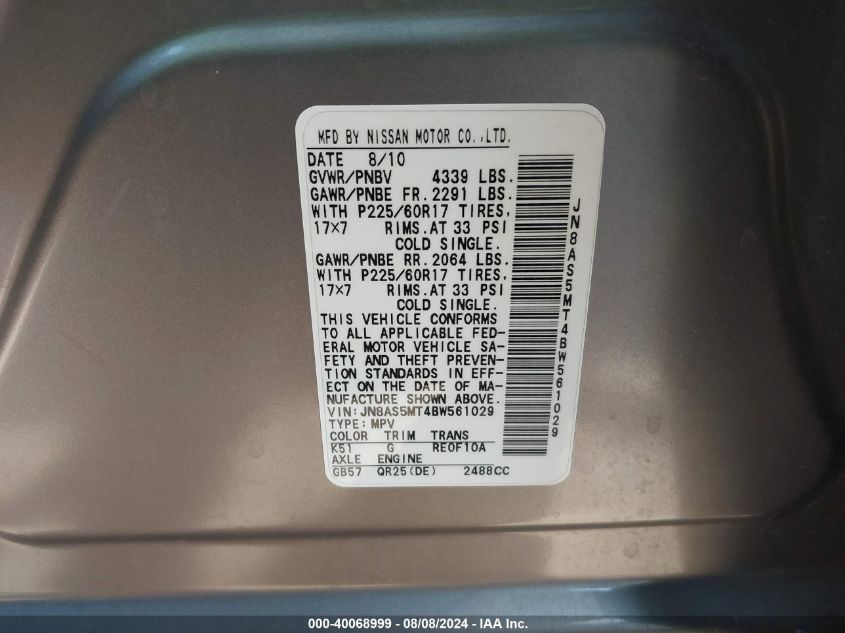 MFD BY NISSAN MOTOR CO.,LTD.
DATE 8/10
GVWR/PNBV 4339 LBS.
GAWR/PNBE FR.2291 LBS.
WITH P225/60R17 TIRES,
17×7 RIMS.AT 33 PSI
COLD SINGLE.
GAWR/PNBE RR.2064 LBS.
WITH P225/60R17 TIRES,
17×7 RIMS.AT 33 PSI
COLD SINGLE.
THIS VEHICLE CONFORMS
TO ALL APPLICABLE FED-
ERAL MOTOR VEHICLE SA-
FETY AND THEFT PREVEN-
TION STANDARDS IN EFF-
ECT ON THE DATE OF MA-
NUFACTURE SHOWN ABOVE.
VIN:JN8AS5MT4BW561029
TYPE:MPV
COLOR TRIM TRANS
K51 G RE0F10A
AXLE ENGINE
GB57 QR25(DE) 2488CC
JN8AS5MT4BW561029
000-40068999 - 08/08/2024 - IAA Inc.